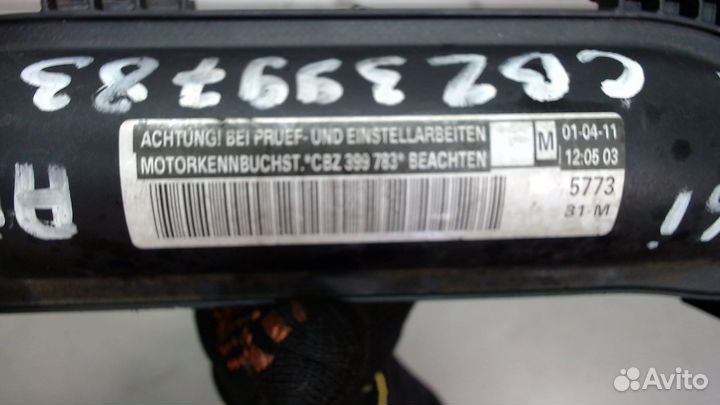 CBZ399783
ACHTUNG! BEI PRUEF- UND EINSTELLARBEITEN
MOTORKENNBUCHST. *CBZ 399 783* BEACHTEN
M
01-04-11
12:05 03
5773
31-M
Avito